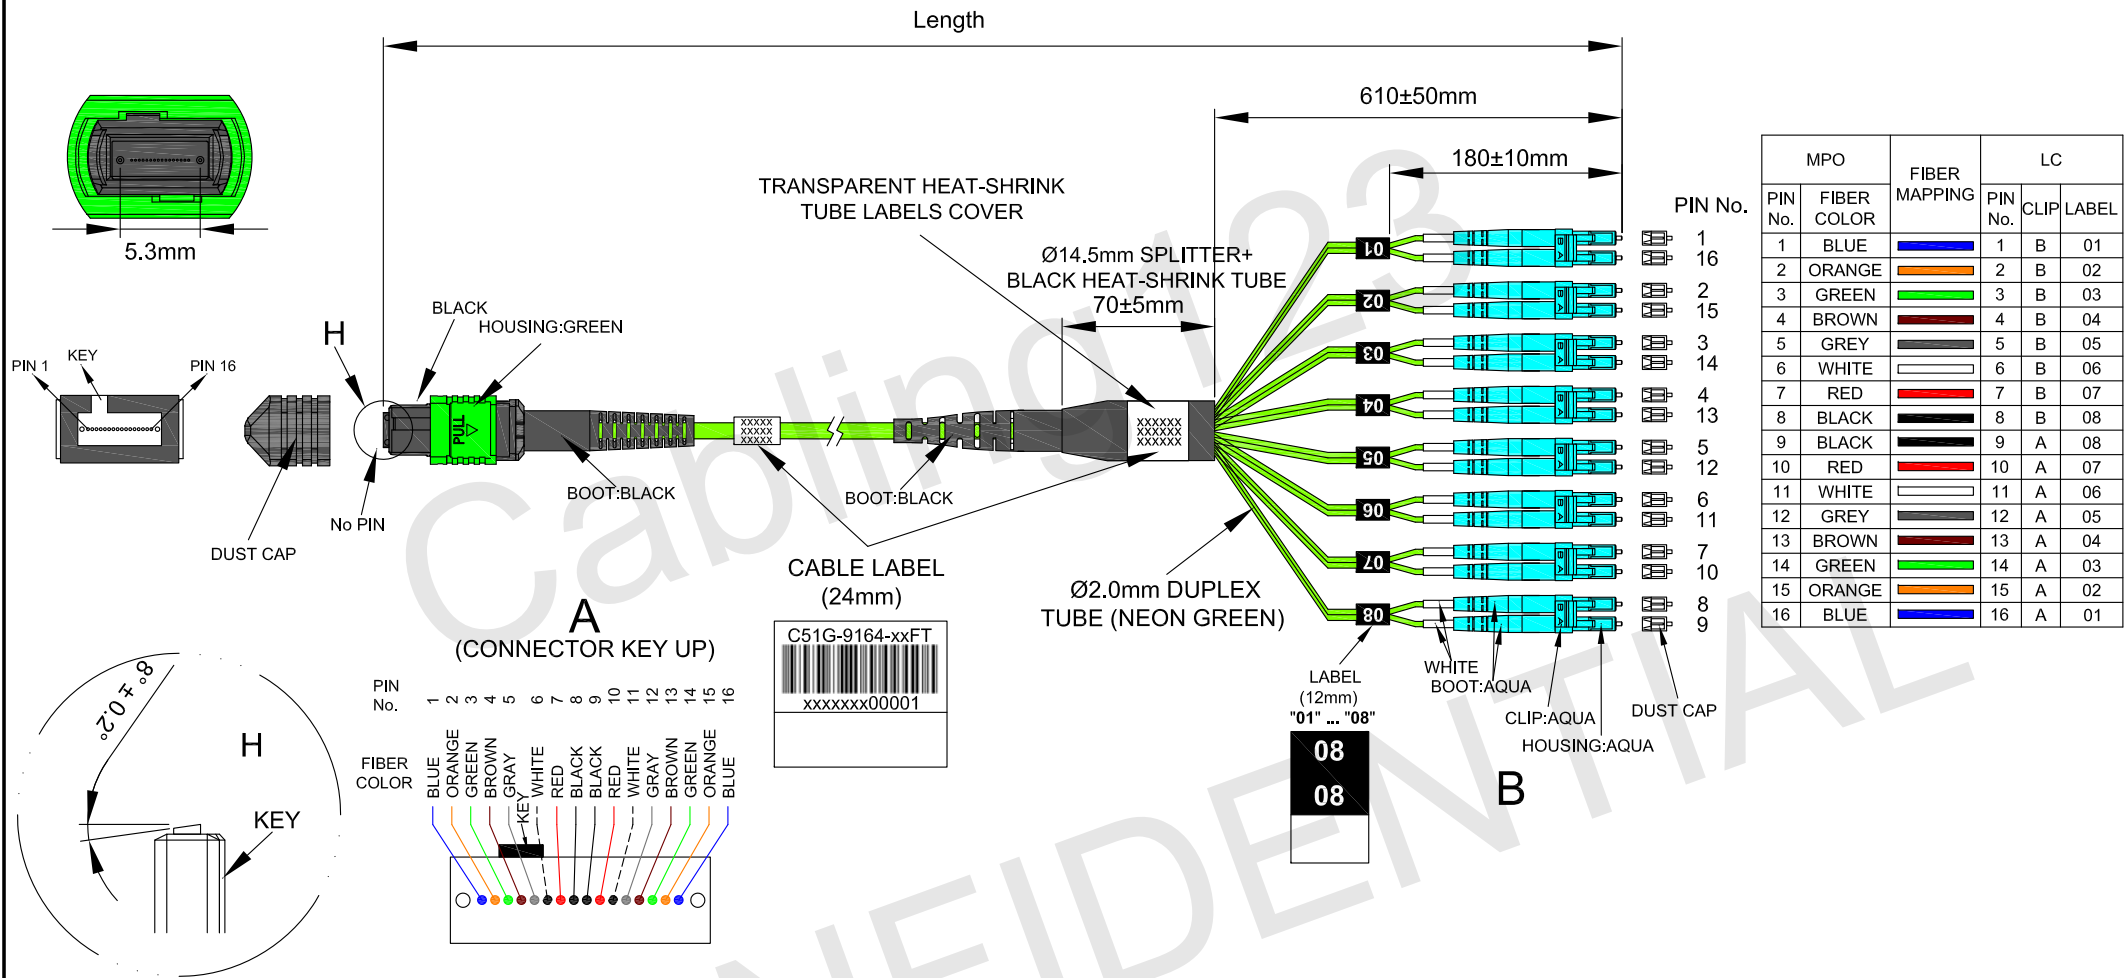 Length
610±50mm
180±10mm
5.3mm
TRANSPARENT HEAT-SHRINK
TUBE LABELS COVER
Ø14.5mm SPLITTER+
BLACK HEAT-SHRINK TUBE
70±5mm
PIN No.
H
BLACK
HOUSING:GREEN
PIN 1
KEY
PIN 16
PULL
XXXXX
XXXXX
XXXXX
XXXXXX
XXXXXX
XXXXXX
BOOT:BLACK
BOOT:BLACK
No PIN
DUST CAP
CABLE LABEL
(24mm)
Ø2.0mm DUPLEX
TUBE (NEON GREEN)
01
02
03
04
05
06
07
08
B
A
B
A
B
A
B
A
B
A
B
A
B
A
B
A
1
16
2
15
3
14
4
13
5
12
6
11
7
10
8
9
WHITE
BOOT:AQUA
CLIP:AQUA
HOUSING:AQUA
DUST CAP
LABEL
(12mm)
"01" ... "08"
08
08
B
A
(CONNECTOR KEY UP)
C51G-9164-xxFT
xxxxxxx00001
PIN
No.
1 2 3 4 5 6 7 8 9 10 11 12 13 14 15 16
FIBER
COLOR
BLUE ORANGE GREEN BROWN GRAY WHITE RED BLACK BLACK RED WHITE GRAY BROWN GREEN ORANGE BLUE
KEY
8° ± 0.2°
H
KEY
MPO FIBER MAPPING LC
PIN No. FIBER COLOR PIN No. CLIP LABEL
1 BLUE 1 B 01
2 ORANGE 2 B 02
3 GREEN 3 B 03
4 BROWN 4 B 04
5 GREY 5 B 05
6 WHITE 6 B 06
7 RED 7 B 07
8 BLACK 8 B 08
9 BLACK 9 A 08
10 RED 10 A 07
11 WHITE 11 A 06
12 GREY 12 A 05
13 BROWN 13 A 04
14 GREEN 14 A 03
15 ORANGE 15 A 02
16 BLUE 16 A 01
Cabling123